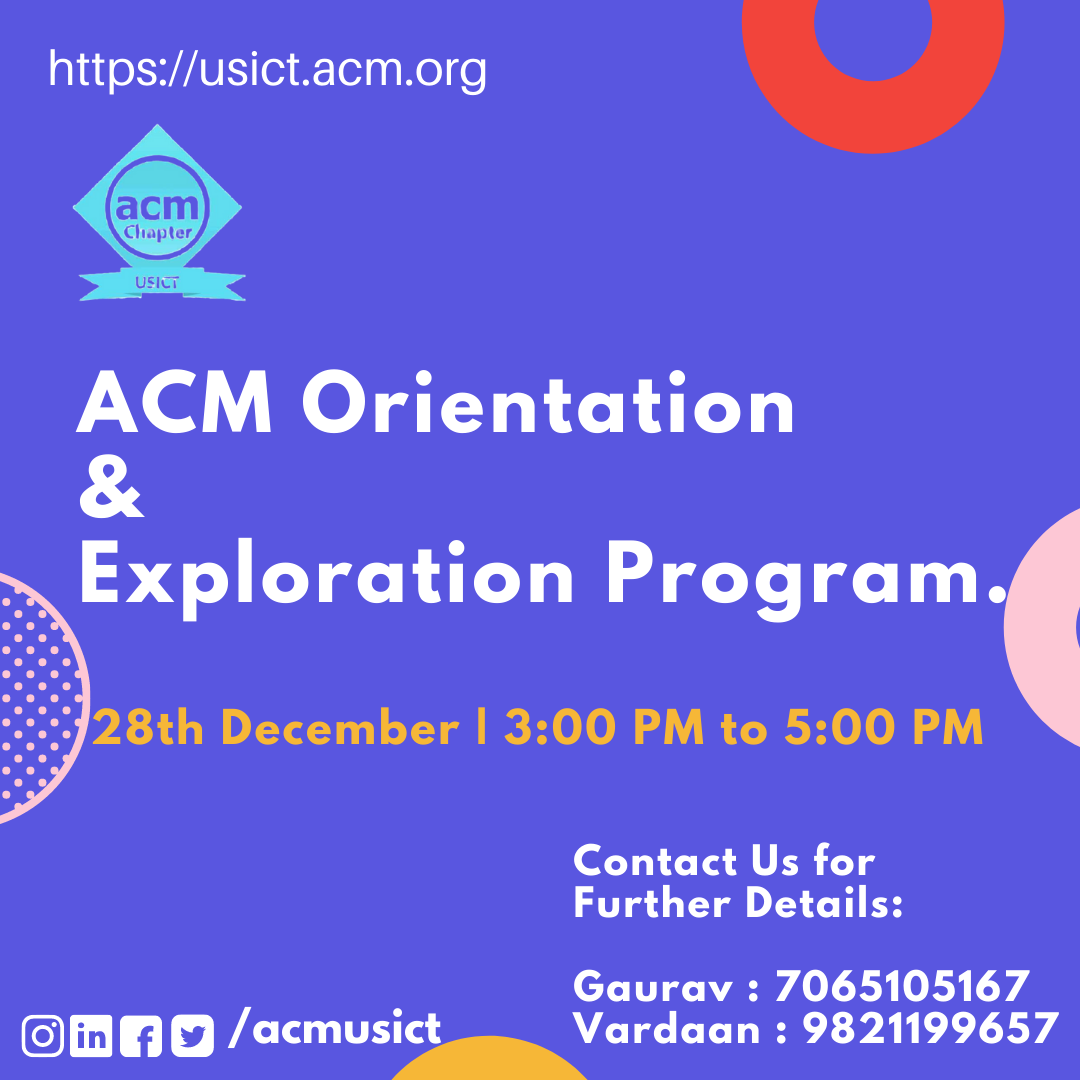 https://usict.acm.org
acm
Chapter
USICT
ACM Orientation
&
Exploration Program.
28th December | 3:00 PM to 5:00 PM
Contact Us for
Further Details:
Gaurav : 7065105167
Vardaan : 9821199657
/acmusict